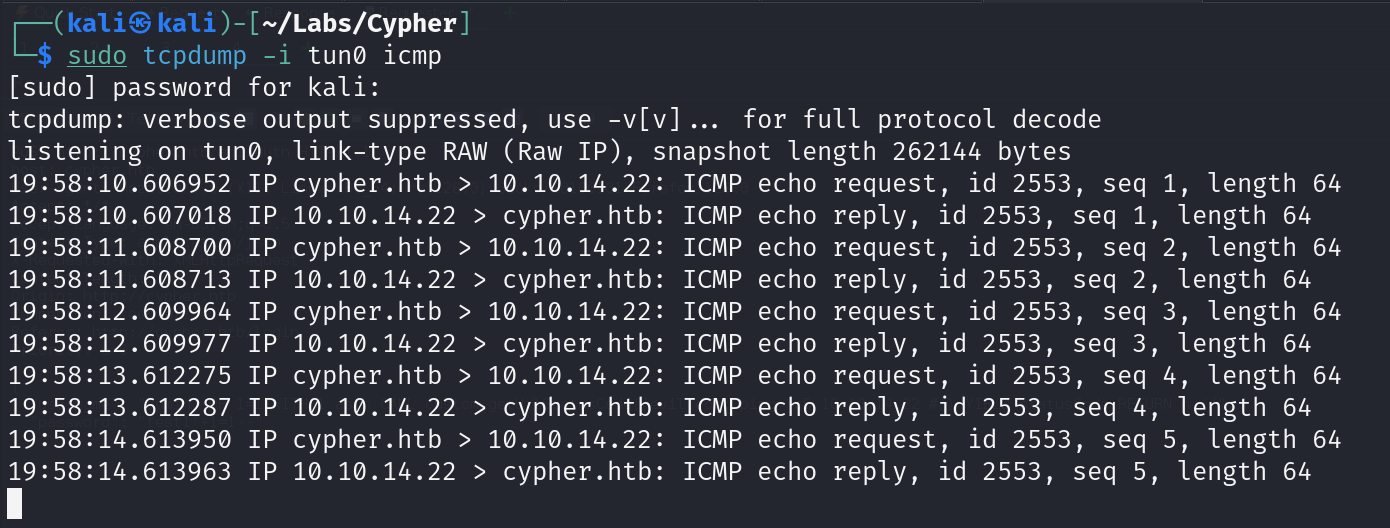 ┌──(kali㉿kali)-[~/Labs/Cypher]
└─$ sudo tcpdump -i tun0 icmp
[sudo] password for kali:
tcpdump: verbose output suppressed, use -v[v]... for full protocol decode
listening on tun0, link-type RAW (Raw IP), snapshot length 262144 bytes
19:58:10.606952 IP cypher.htb > 10.10.14.22: ICMP echo request, id 2553, seq 1, length 64
19:58:10.607018 IP 10.10.14.22 > cypher.htb: ICMP echo reply, id 2553, seq 1, length 64
19:58:11.608700 IP cypher.htb > 10.10.14.22: ICMP echo request, id 2553, seq 2, length 64
19:58:11.608713 IP 10.10.14.22 > cypher.htb: ICMP echo reply, id 2553, seq 2, length 64
19:58:12.609964 IP cypher.htb > 10.10.14.22: ICMP echo request, id 2553, seq 3, length 64
19:58:12.609977 IP 10.10.14.22 > cypher.htb: ICMP echo reply, id 2553, seq 3, length 64
19:58:13.612275 IP cypher.htb > 10.10.14.22: ICMP echo request, id 2553, seq 4, length 64
19:58:13.612287 IP 10.10.14.22 > cypher.htb: ICMP echo reply, id 2553, seq 4, length 64
19:58:14.613950 IP cypher.htb > 10.10.14.22: ICMP echo request, id 2553, seq 5, length 64
19:58:14.613963 IP 10.10.14.22 > cypher.htb: ICMP echo reply, id 2553, seq 5, length 64